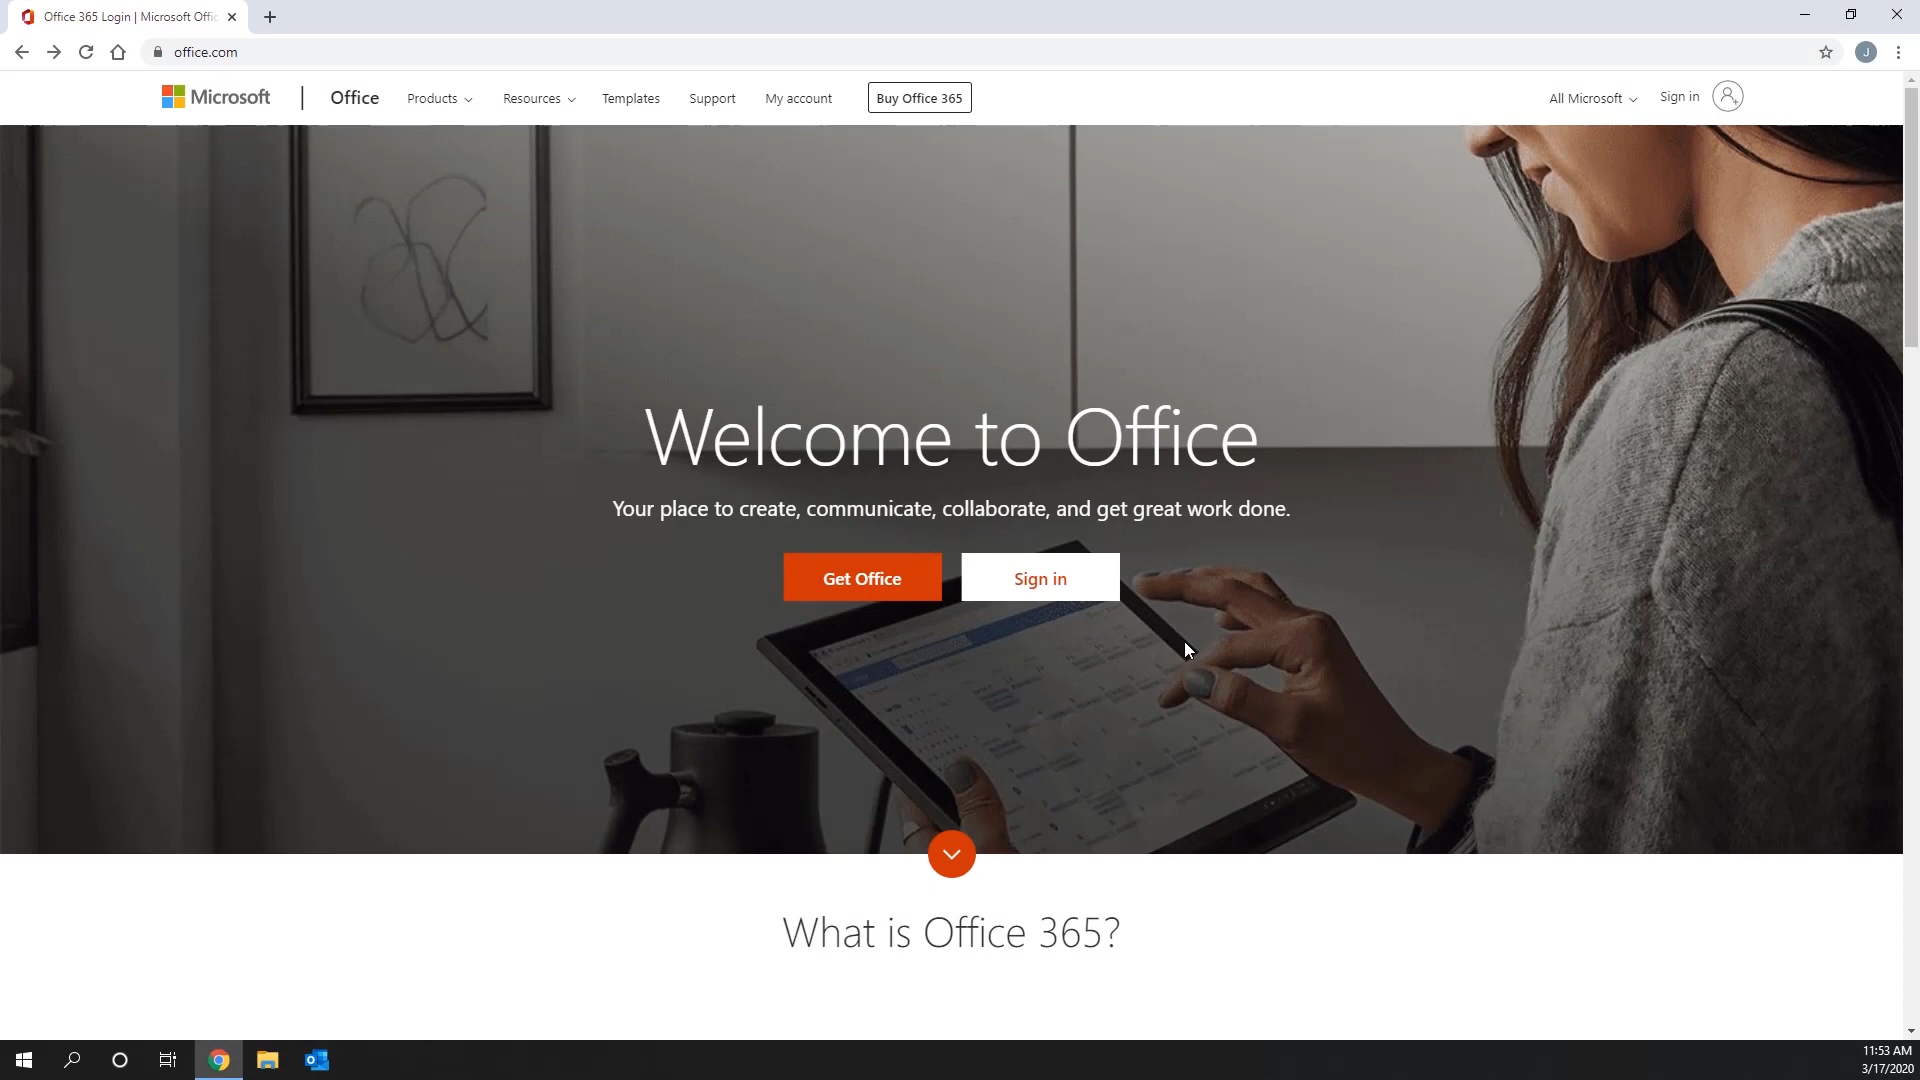 Office 365 Login | Microsoft Offic
office.com
J
Microsoft
Office
Products
Resources
Templates
Support
My account
Buy Office 365
All Microsoft
Sign in
Welcome to Office
Your place to create, communicate, collaborate, and get great work done.
Get Office
Sign in
What is Office 365?
11:53 AM
3/17/2020